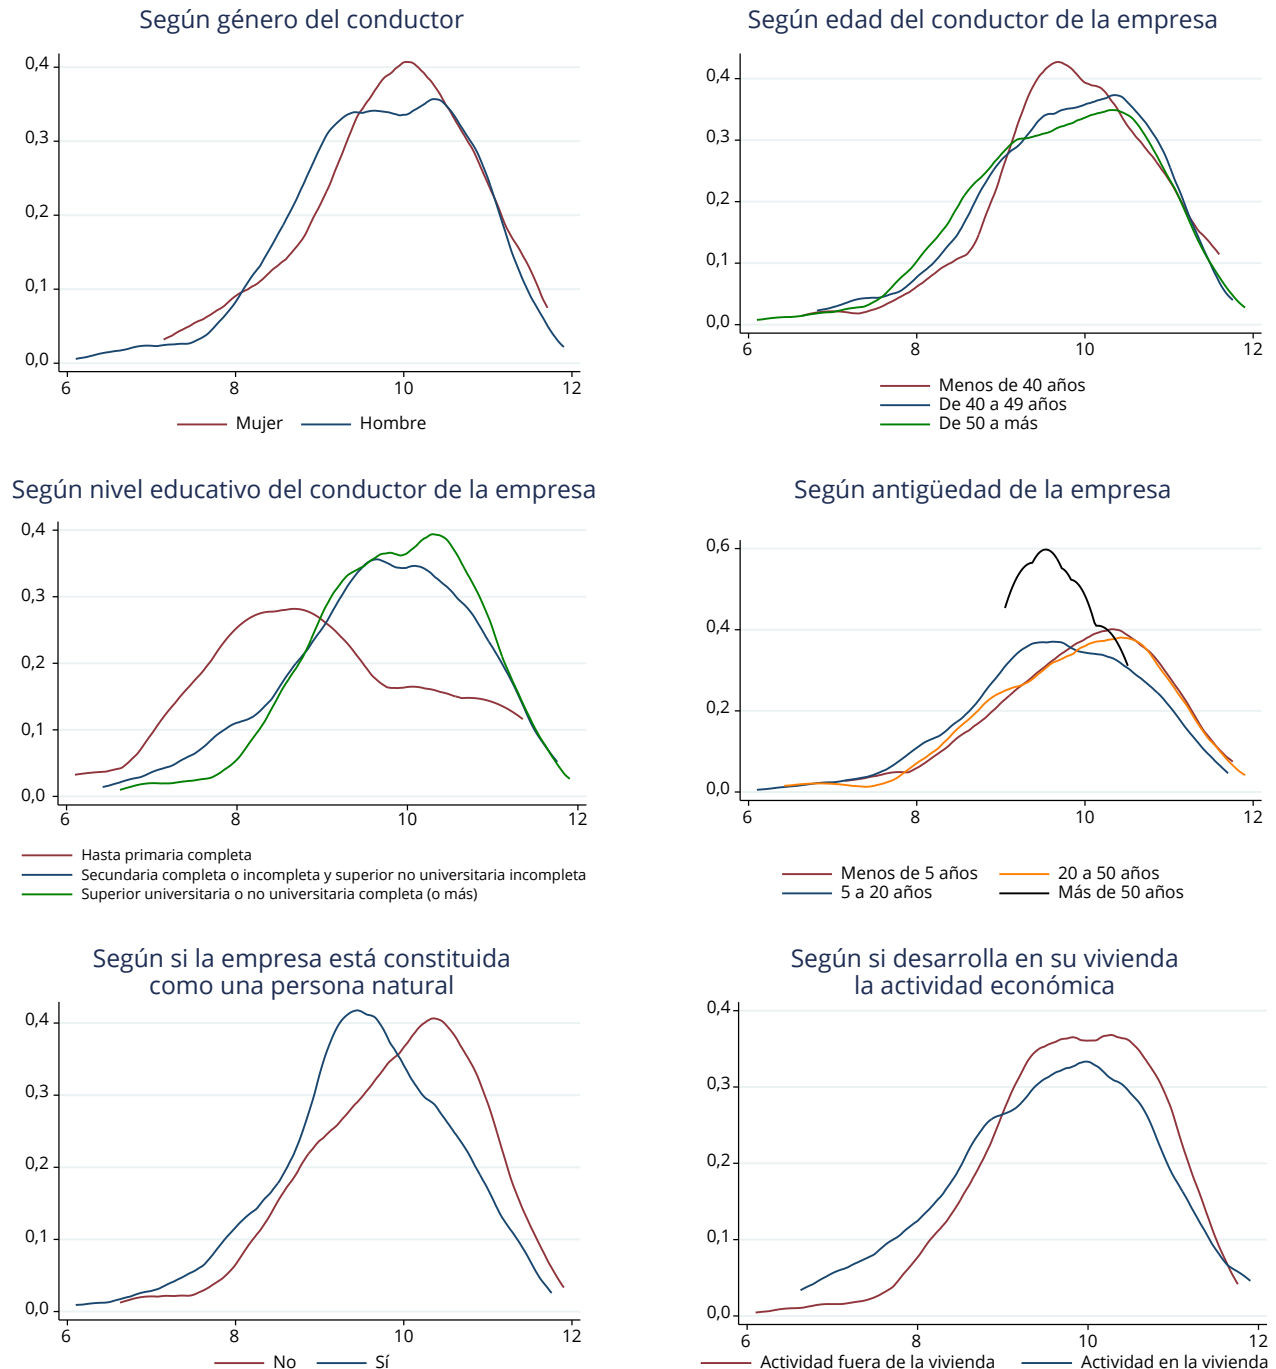 Según género del conductor
0,4
0,3
0,2
0,1
0,0
6 8 10 12
Mujer Hombre
Según edad del conductor de la empresa
0,4
0,3
0,2
0,1
0,0
6 8 10 12
Menos de 40 años
De 40 a 49 años
De 50 a más
Según nivel educativo del conductor de la empresa
0,4
0,3
0,2
0,1
0,0
6 8 10 12
Hasta primaria completa
Secundaria completa o incompleta y superior no universitaria incompleta
Superior universitaria o no universitaria completa (o más)
Según antigüedad de la empresa
0,6
0,4
0,2
0,0
6 8 10 12
Menos de 5 años 20 a 50 años
5 a 20 años Más de 50 años
Según si la empresa está constituida
como una persona natural
0,4
0,3
0,2
0,1
0,0
6 8 10 12
No Sí
Según si desarrolla en su vivienda
la actividad económica
0,4
0,3
0,2
0,1
0,0
6 8 10 12
Actividad fuera de la vivienda Actividad en la vivienda